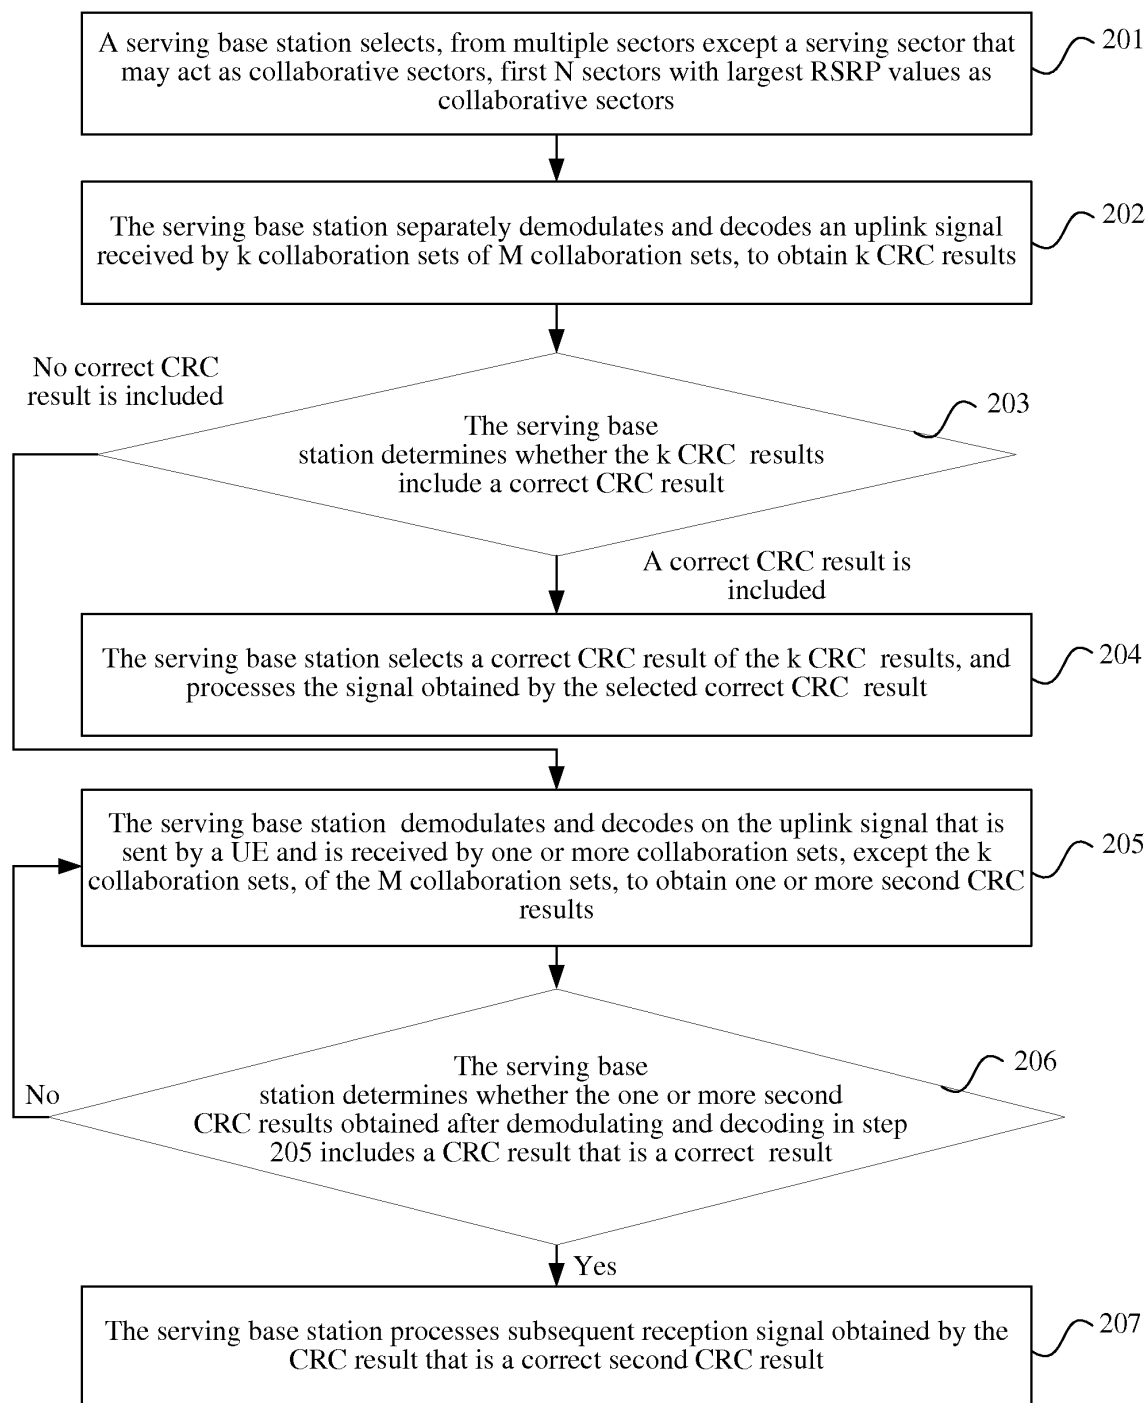 A serving base station selects, from multiple sectors except a serving sector that
may act as collaborative sectors, first N sectors with largest RSRP values as
collaborative sectors
201
The serving base station separately demodulates and decodes an uplink signal
received by k collaboration sets of M collaboration sets, to obtain k CRC results
202
No correct CRC
result is included
The serving base
station determines whether the k CRC results
include a correct CRC result
203
A correct CRC result is
included
The serving base station selects a correct CRC result of the k CRC results, and
processes the signal obtained by the selected correct CRC result
204
The serving base station demodulates and decodes on the uplink signal that is
sent by a UE and is received by one or more collaboration sets, except the k
collaboration sets, of the M collaboration sets, to obtain one or more second CRC
results
205
The serving base
station determines whether the one or more second
CRC results obtained after demodulating and decoding in step
205 includes a CRC result that is a correct result
206
No
Yes
The serving base station processes subsequent reception signal obtained by the
CRC result that is a correct second CRC result
207